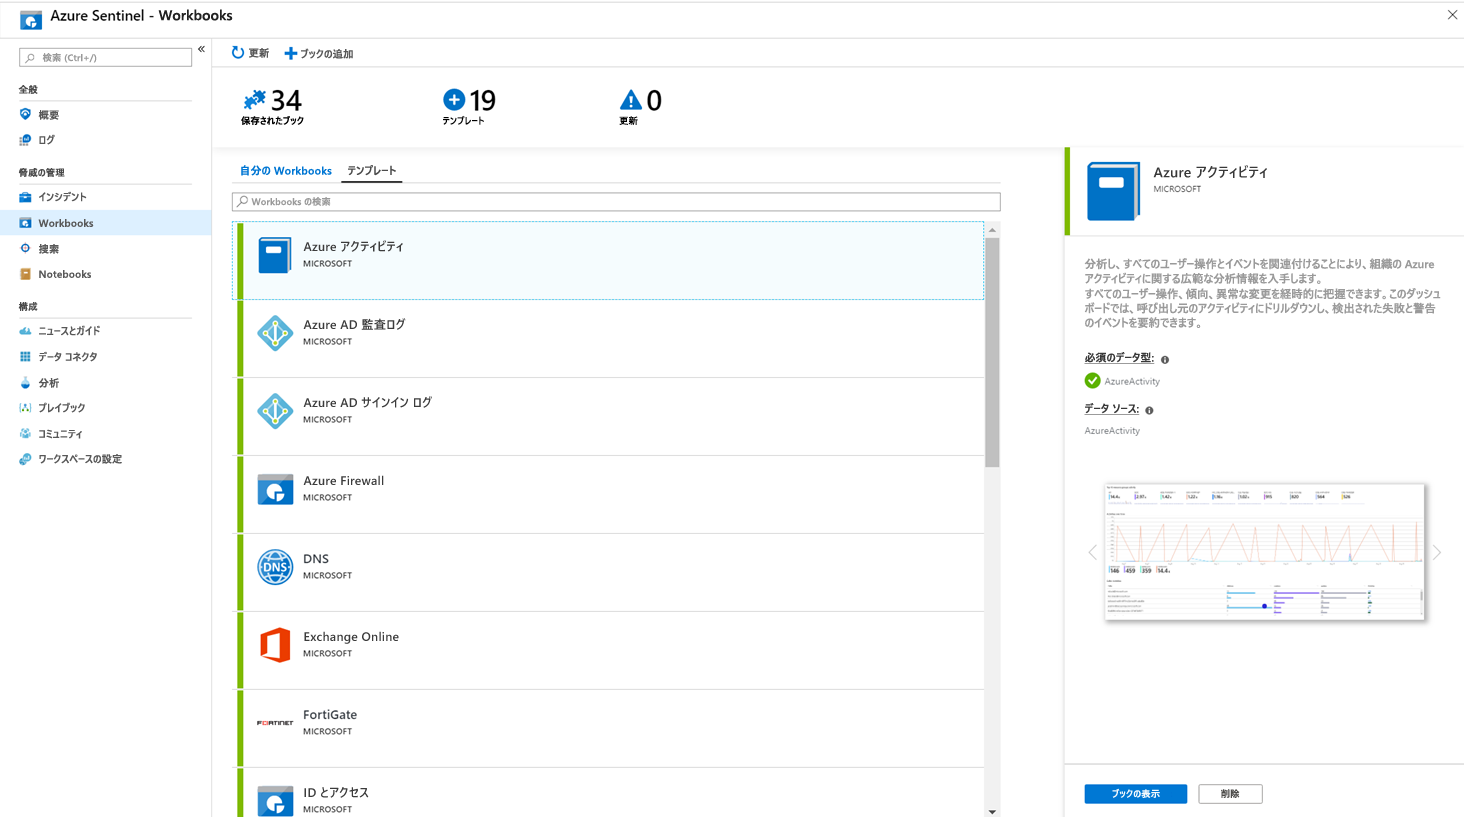 Azure Sentinel - Workbooks
検索 (Ctrl+/)
«
更新
ブックの追加
全般
概要
ログ
脅威の管理
インシデント
Workbooks
捜索
Notebooks
構成
ニュースとガイド
データ コネクタ
分析
プレイブック
コミュニティ
ワークスペースの設定
34
保存されたブック
19
テンプレート
0
更新
自分の Workbooks
テンプレート
Workbooks の検索
Azure アクティビティ
MICROSOFT
Azure AD 監査ログ
MICROSOFT
Azure AD サインイン ログ
MICROSOFT
Azure Firewall
MICROSOFT
DNS
DNS
MICROSOFT
Exchange Online
MICROSOFT
FORTINET
FortiGate
MICROSOFT
ID とアクセス
MICROSOFT
Azure アクティビティ
MICROSOFT
分析し、すべてのユーザー操作とイベントを関連付けることにより、組織の Azure
アクティビティに関する広範な分析情報を入手します。
すべてのユーザー操作、傾向、異常な変更を経時的に把握できます。このダッシュ
ボードでは、呼び出し元のアクティビティにドリルダウンし、検出された失敗と警告
のイベントを要約できます。
必須のデータ型:
AzureActivity
データ ソース:
AzureActivity
146 459 359 14.4k
ブックの表示
削除